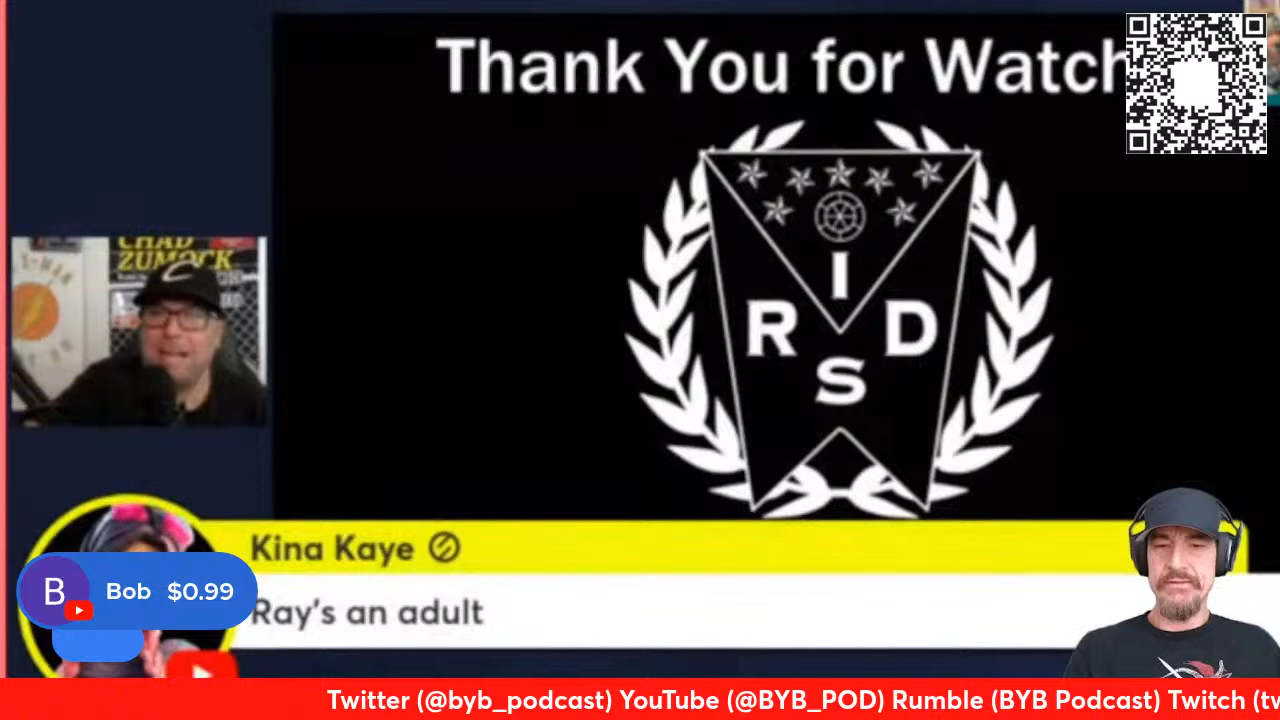 Thank You for Watch
CHAD
ZUMOCK
I
R D
S
Kina Kaye
B Bob $0.99
Ray's an adult
Twitter (@byb_podcast) YouTube (@BYB_POD) Rumble (BYB Podcast) Twitch (tv